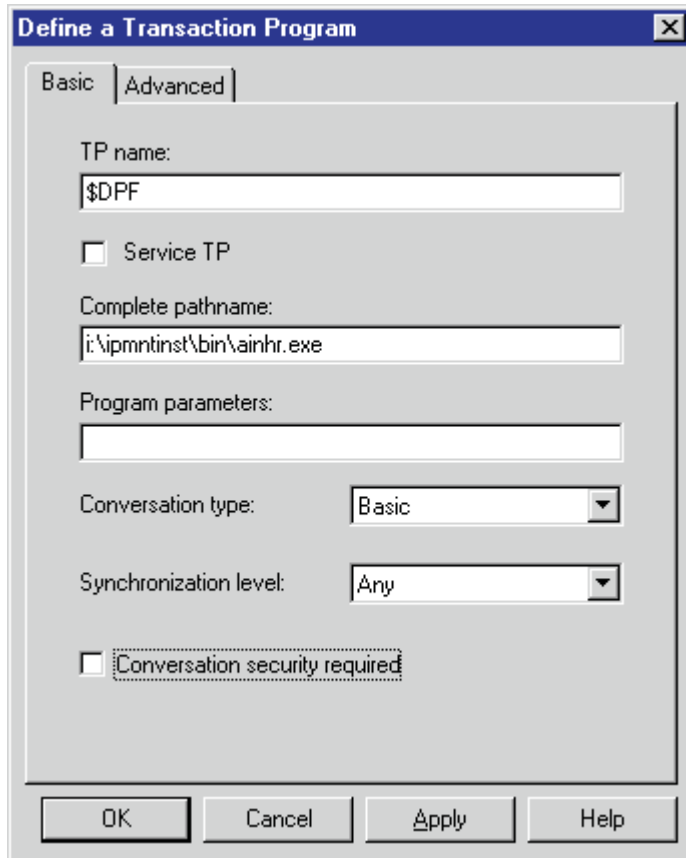 Define a Transaction Program
Basic
Advanced
TP name:
$DPF
Service TP
Complete pathname:
i:\ipmntinst\bin\ainhr.exe
Program parameters:
Conversation type:
Basic
Synchronization level:
Any
Conversation security required
OK
Cancel
Apply
Help